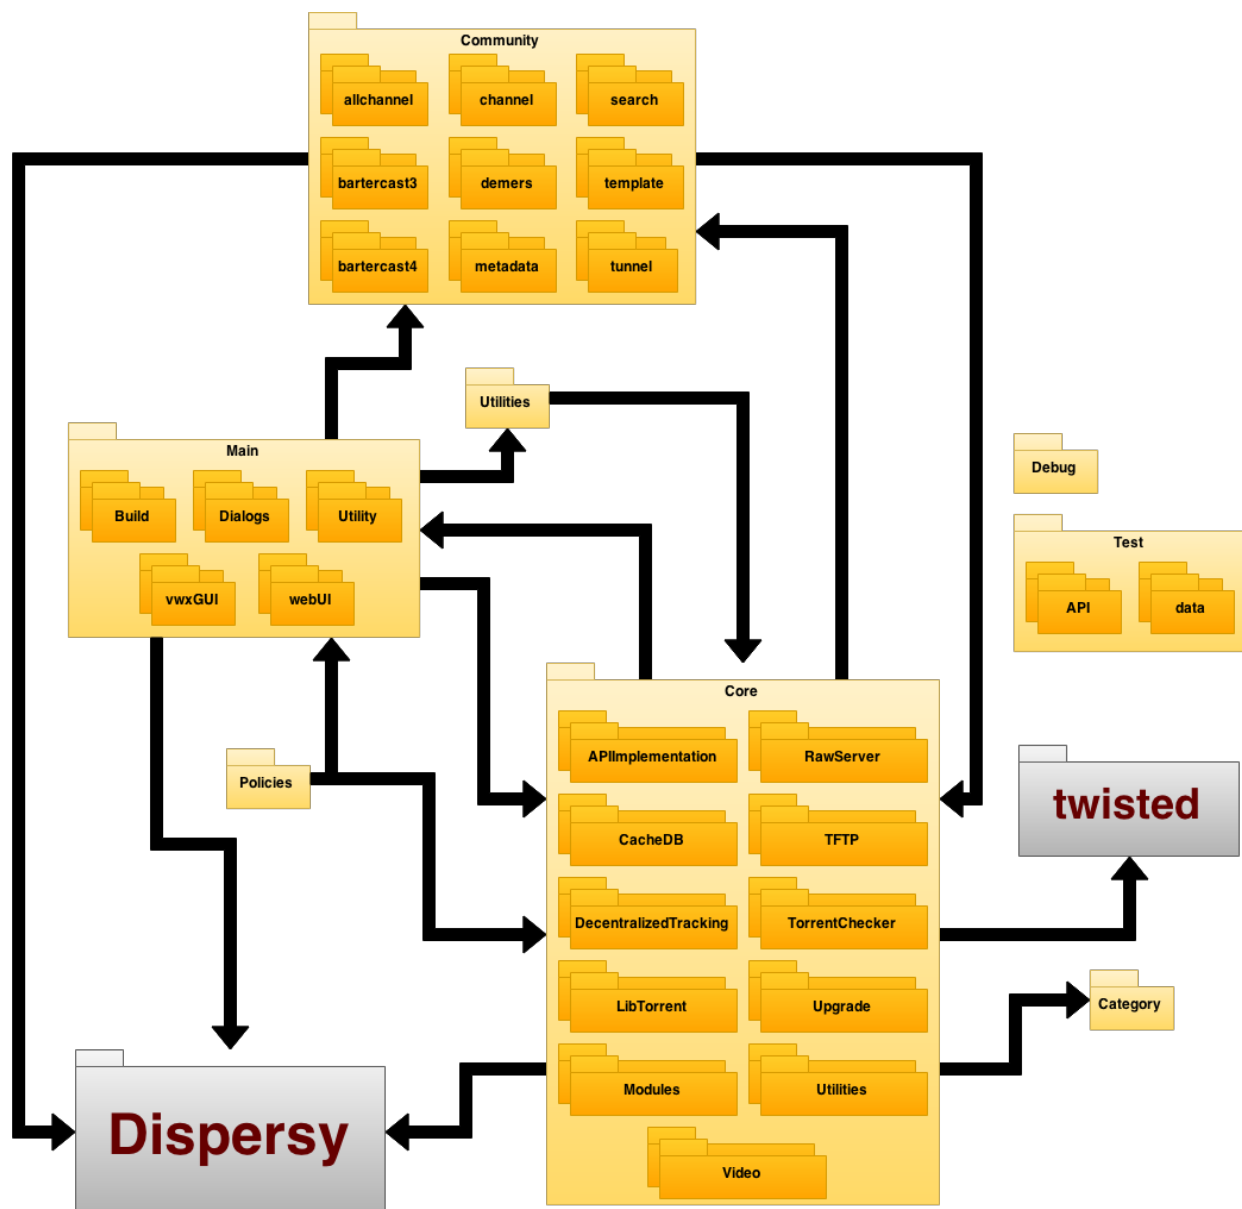 Community
allchannel
channel
search
bartercast3
demers
template
bartercast4
metadata
tunnel
Utilities
Main
Build
Dialogs
Utility
vwxGUI
webUI
Debug
Test
API
data
Policies
Core
APIImplementation
RawServer
CacheDB
TFTP
DecentralizedTracking
TorrentChecker
LibTorrent
Upgrade
Modules
Utilities
Video
twisted
Category
Dispersy